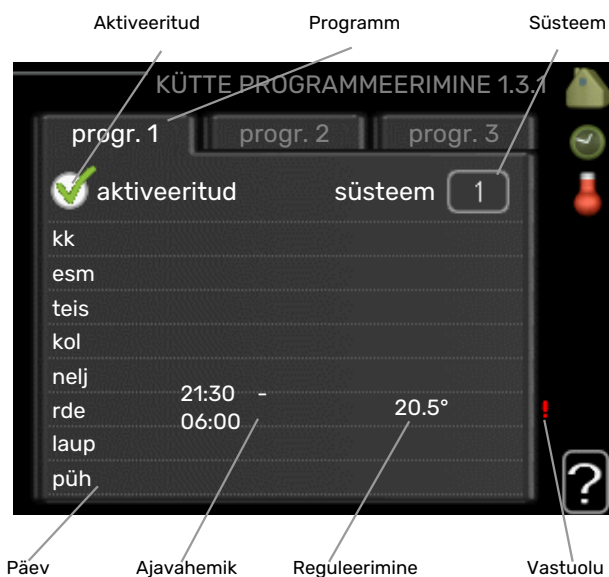 Aktiveeritud Programm Süsteem
KÜTTE PROGRAMMEERIMINE 1.3.1
progr. 1 progr. 2 progr. 3
aktiveeritud süsteem 1
kk
esm
teis
kol
nelj
rde 21:30 - 06:00 20.5° !
laup
püh
?
Päev Ajavahemik Reguleerimine Vastuolu